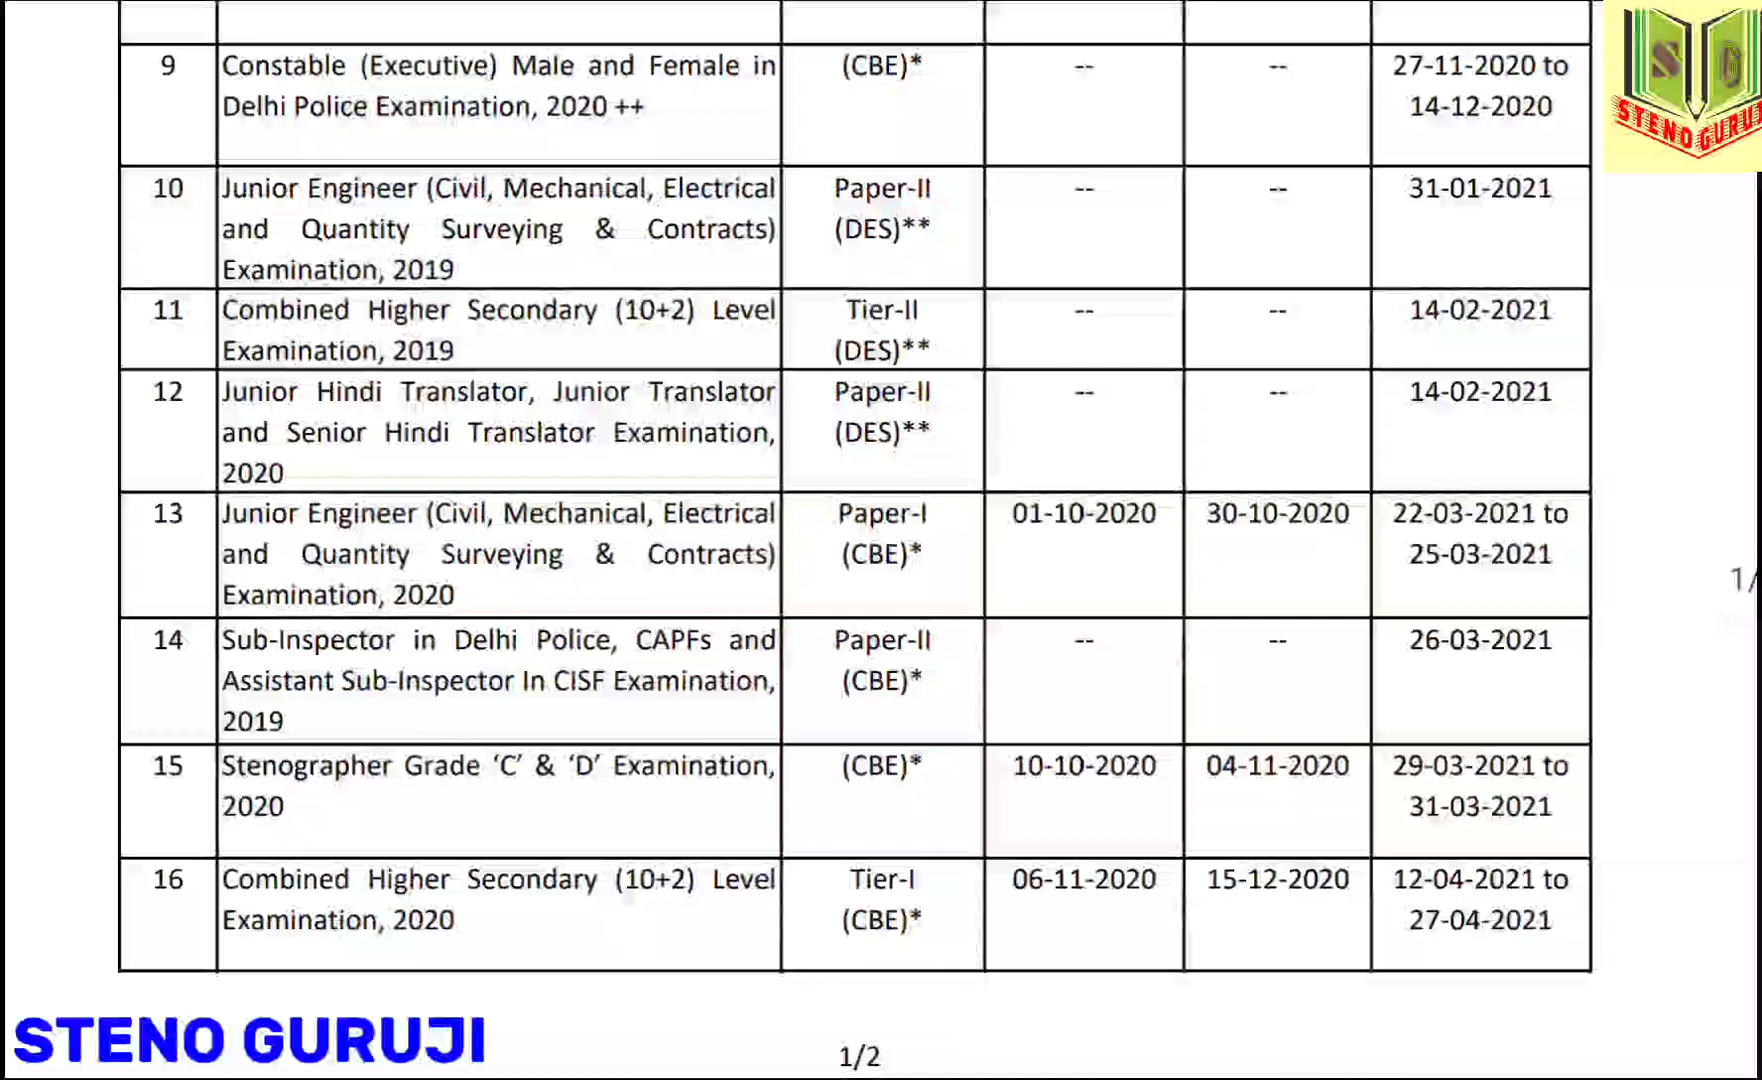 9 Constable (Executive) Male and Female in (CBE)* -- -- 27-11-2020 to
Delhi Police Examination, 2020 ++ 14-12-2020
10 Junior Engineer (Civil, Mechanical, Electrical Paper-II -- -- 31-01-2021
and Quantity Surveying & Contracts) (DES)**
Examination, 2019
11 Combined Higher Secondary (10+2) Level Tier-II -- -- 14-02-2021
Examination, 2019 (DES)**
12 Junior Hindi Translator, Junior Translator Paper-II -- -- 14-02-2021
and Senior Hindi Translator Examination, (DES)**
2020
13 Junior Engineer (Civil, Mechanical, Electrical Paper-I 01-10-2020 30-10-2020 22-03-2021 to
and Quantity Surveying & Contracts) (CBE)* 25-03-2021
Examination, 2020
14 Sub-Inspector in Delhi Police, CAPFs and Paper-II -- -- 26-03-2021
Assistant Sub-Inspector In CISF Examination, (CBE)*
2019
15 Stenographer Grade ‘C’ & ‘D’ Examination, (CBE)* 10-10-2020 04-11-2020 29-03-2021 to
2020 31-03-2021
16 Combined Higher Secondary (10+2) Level Tier-I 06-11-2020 15-12-2020 12-04-2021 to
Examination, 2020 (CBE)* 27-04-2021
S G
STENO GURUJI
1/
STENO GURUJI
1/2